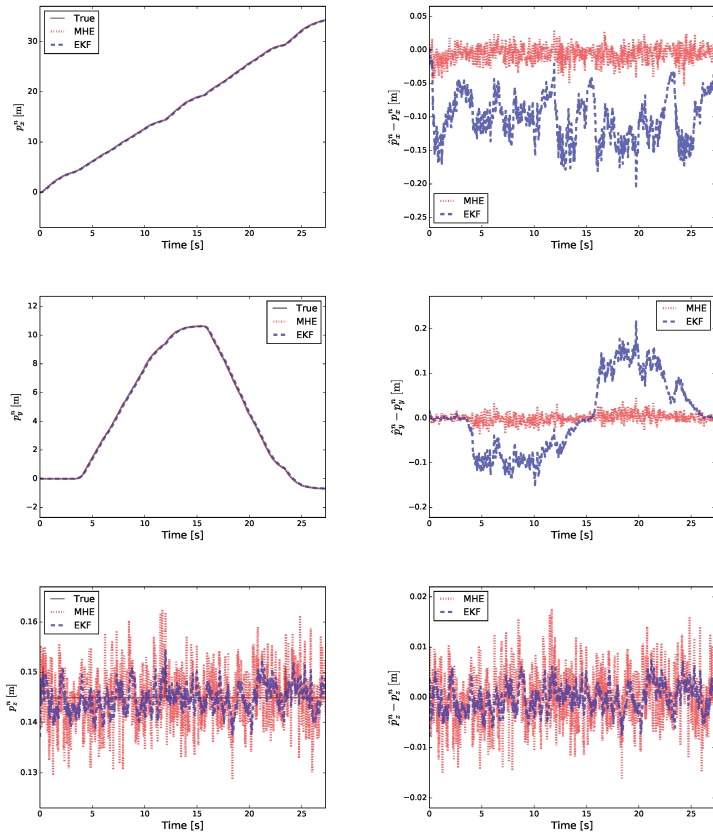 True
MHE
EKF
p_x^n [m]
30
20
10
0
0 5 10 15 20 25
Time [s]
MHE
EKF
p̂_x^n − p_x^n [m]
0.05
0.00
−0.05
−0.10
−0.15
−0.20
−0.25
0 5 10 15 20 25
Time [s]
True
MHE
EKF
p_y^n [m]
12
10
8
6
4
2
0
−2
0 5 10 15 20 25
Time [s]
MHE
EKF
p̂_y^n − p_y^n [m]
0.2
0.1
0.0
−0.1
−0.2
0 5 10 15 20 25
Time [s]
True
MHE
EKF
p_z^n [m]
0.16
0.15
0.14
0.13
0 5 10 15 20 25
Time [s]
MHE
EKF
p̂_z^n − p_z^n [m]
0.02
0.01
0.00
−0.01
−0.02
0 5 10 15 20 25
Time [s]